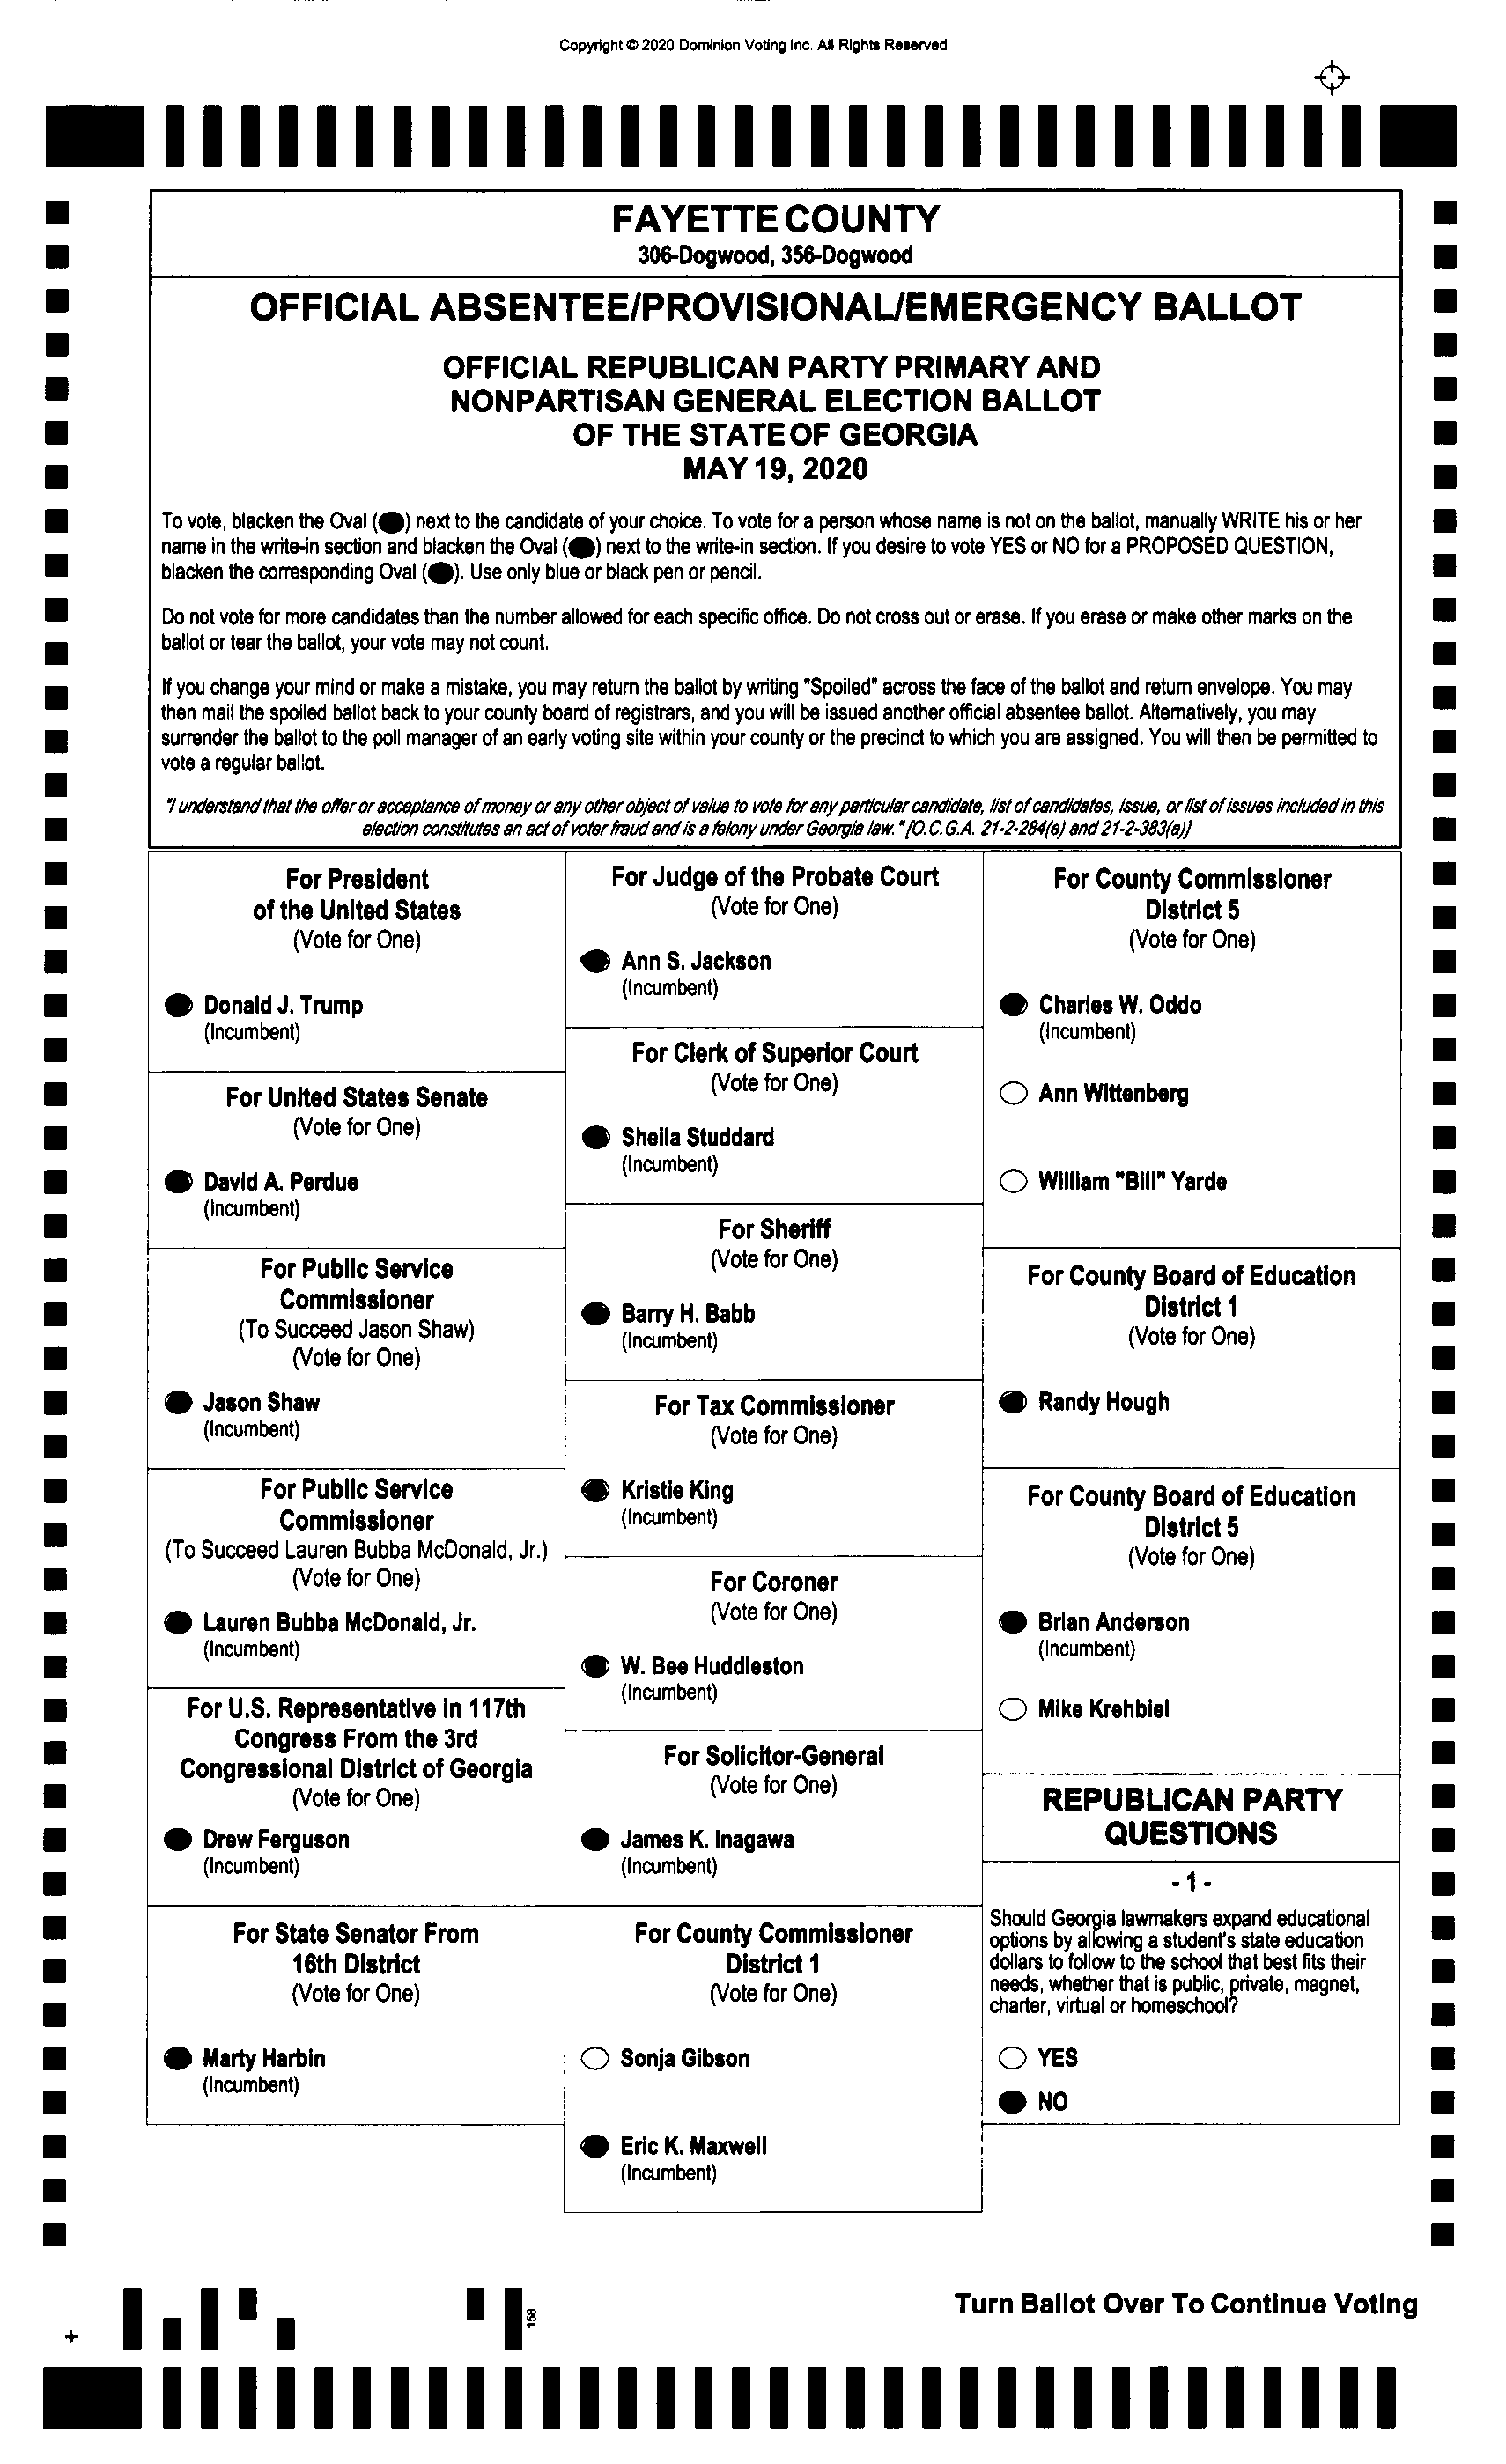 Copyright © 2020 Dominion Voting Inc. All Rights Reserved
FAYETTE COUNTY
306-Dogwood, 356-Dogwood
OFFICIAL ABSENTEE/PROVISIONAL/EMERGENCY BALLOT
OFFICIAL REPUBLICAN PARTY PRIMARY AND
NONPARTISAN GENERAL ELECTION BALLOT
OF THE STATE OF GEORGIA
MAY 19, 2020
To vote, blacken the Oval ( ) next to the candidate of your choice. To vote for a person whose name is not on the ballot, manually WRITE his or her
name in the write-in section and blacken the Oval ( ) next to the write-in section. If you desire to vote YES or NO for a PROPOSED QUESTION,
blacken the corresponding Oval ( ). Use only blue or black pen or pencil.
Do not vote for more candidates than the number allowed for each specific office. Do not cross out or erase. If you erase or make other marks on the
ballot or tear the ballot, your vote may not count.
If you change your mind or make a mistake, you may return the ballot by writing "Spoiled" across the face of the ballot and return envelope. You may
then mail the spoiled ballot back to your county board of registrars, and you will be issued another official absentee ballot. Alternatively, you may
surrender the ballot to the poll manager of an early voting site within your county or the precinct to which you are assigned. You will then be permitted to
vote a regular ballot.
"I understand that the offer or acceptance of money or any other object of value to vote for any particular candidate, list of candidates, issue, or list of issues included in this
election constitutes an act of voter fraud and is a felony under Georgia law." [O.C.G.A. 21-2-284(e) and 21-2-383(a)]
For President
of the United States
(Vote for One)
Donald J. Trump
(Incumbent)
For United States Senate
(Vote for One)
David A. Perdue
(Incumbent)
For Public Service
Commissioner
(To Succeed Jason Shaw)
(Vote for One)
Jason Shaw
(Incumbent)
For Public Service
Commissioner
(To Succeed Lauren Bubba McDonald, Jr.)
(Vote for One)
Lauren Bubba McDonald, Jr.
(Incumbent)
For U.S. Representative in 117th
Congress From the 3rd
Congressional District of Georgia
(Vote for One)
Drew Ferguson
(Incumbent)
For State Senator From
16th District
(Vote for One)
Marty Harbin
(Incumbent)
For Judge of the Probate Court
(Vote for One)
Ann S. Jackson
(Incumbent)
For Clerk of Superior Court
(Vote for One)
Sheila Studdard
(Incumbent)
For Sheriff
(Vote for One)
Barry H. Babb
(Incumbent)
For Tax Commissioner
(Vote for One)
Kristie King
(Incumbent)
For Coroner
(Vote for One)
W. Bee Huddleston
(Incumbent)
For Solicitor-General
(Vote for One)
James K. Inagawa
(Incumbent)
For County Commissioner
District 1
(Vote for One)
Sonja Gibson
Eric K. Maxwell
(Incumbent)
For County Commissioner
District 5
(Vote for One)
Charles W. Oddo
(Incumbent)
Ann Wittenberg
William "Bill" Yarde
For County Board of Education
District 1
(Vote for One)
Randy Hough
For County Board of Education
District 5
(Vote for One)
Brian Anderson
(Incumbent)
Mike Krehbiel
REPUBLICAN PARTY
QUESTIONS
- 1 -
Should Georgia lawmakers expand educational
options by allowing a student's state education
dollars to follow to the school that best fits their
needs, whether that is public, private, magnet,
charter, virtual or homeschool?
YES
NO
Turn Ballot Over To Continue Voting
158